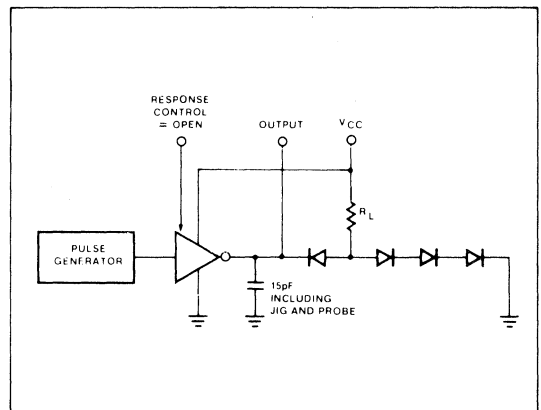 RESPONSE
CONTROL
= OPEN
OUTPUT
VCC
RL
PULSE
GENERATOR
15pF
INCLUDING
JIG AND PROBE